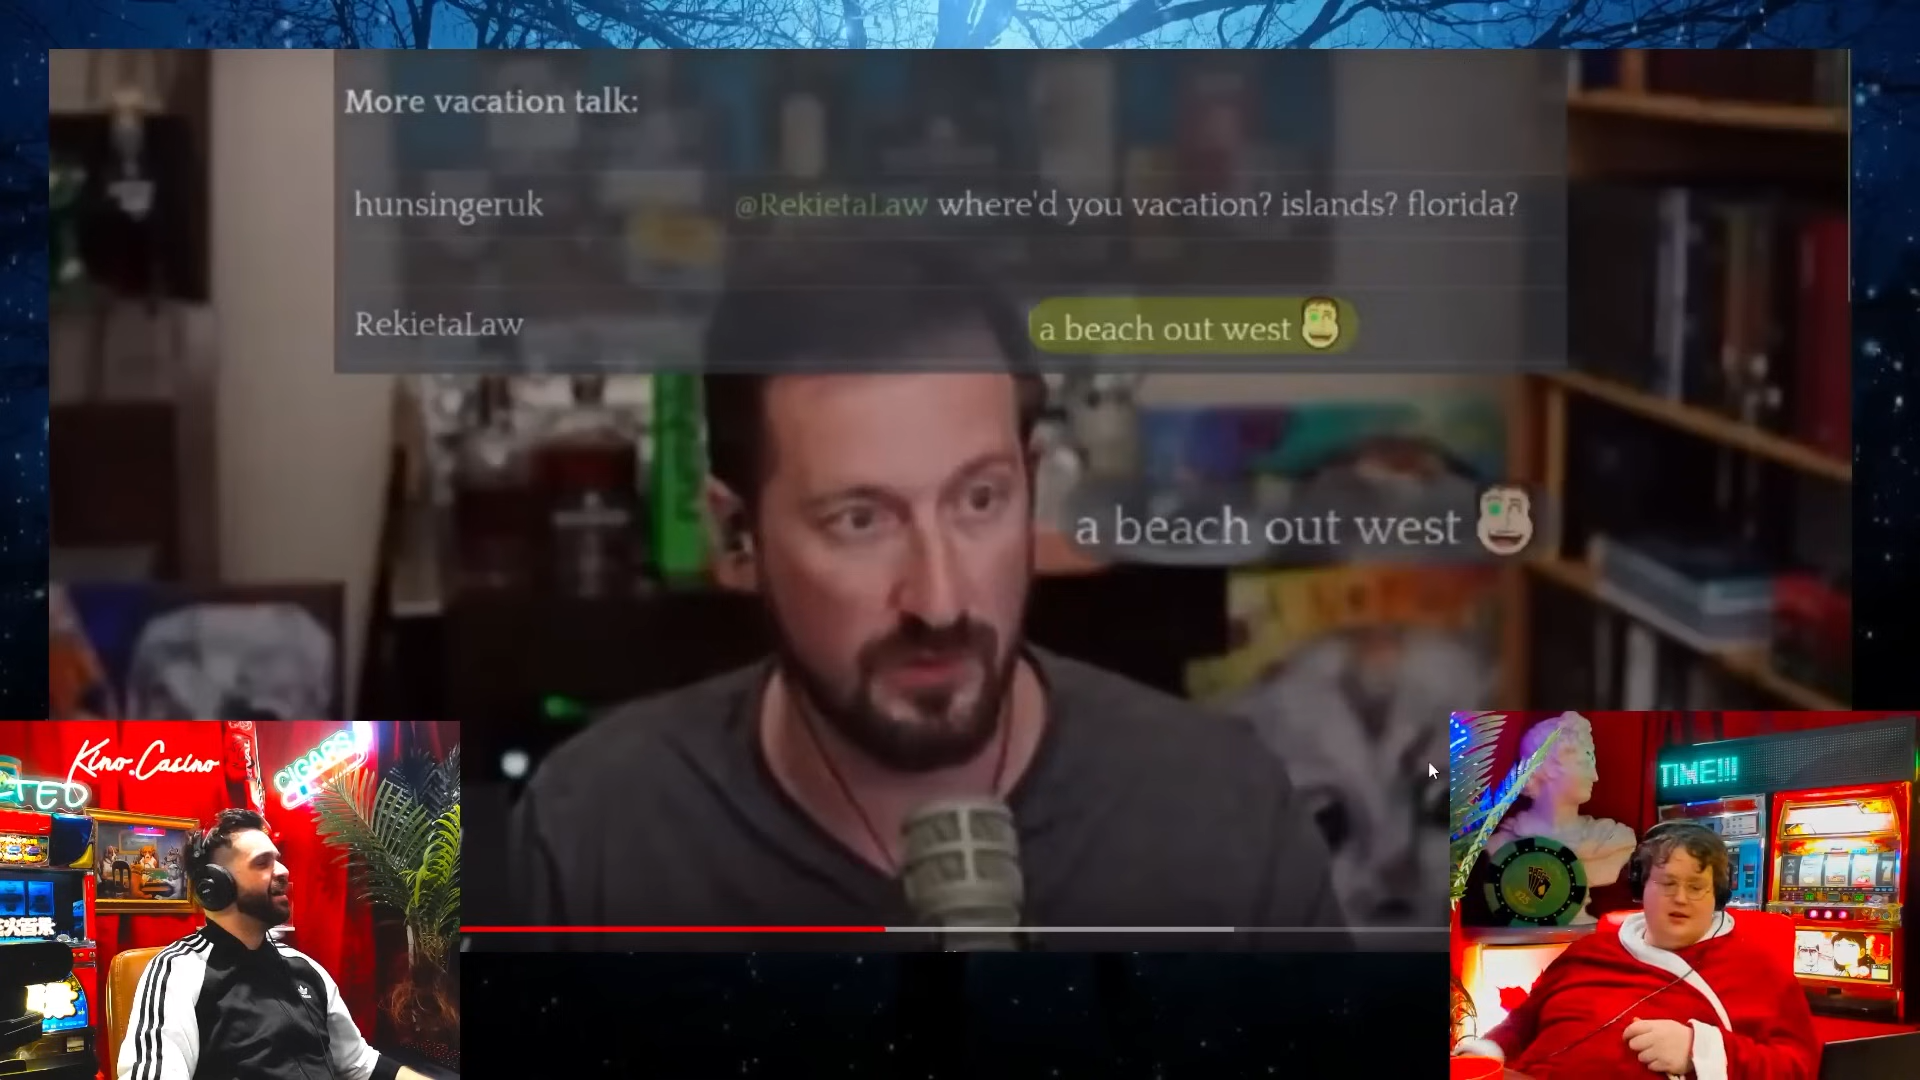 More vacation talk:
hunsingeruk @RekietaLaw where'd you vacation? islands? florida?
RekietaLaw a beach out west
a beach out west
Kino.Casino
CIGARS
TED
TIME!!!